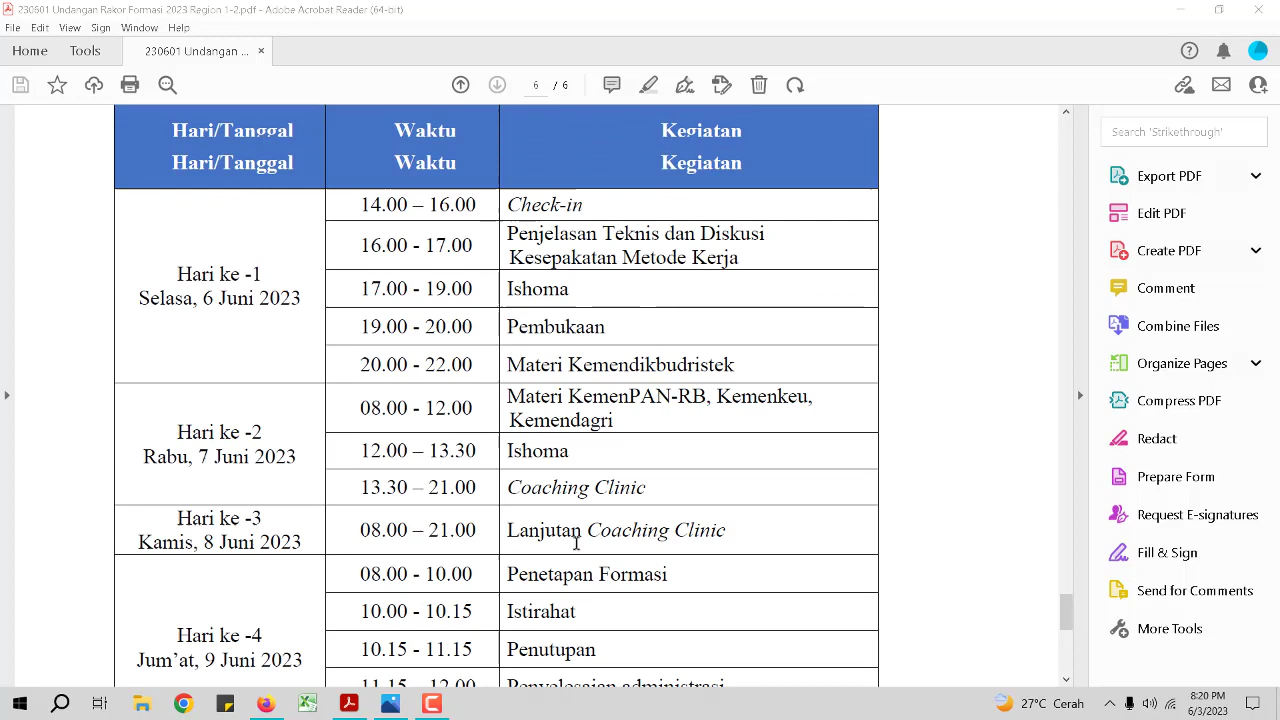 230601 Undangan Rakor Formasi 2023 Region 1-2.pdf - Adobe Acrobat Reader (64-bit)
File Edit View Sign Window Help
Home Tools 230601 Undangan ... ×
6 / 6
Hari/Tanggal Waktu Kegiatan
Hari/Tanggal Waktu Kegiatan
14.00 – 16.00 Check-in
16.00 - 17.00 Penjelasan Teknis dan Diskusi
Kesepakatan Metode Kerja
Hari ke -1
Selasa, 6 Juni 2023
17.00 - 19.00 Ishoma
19.00 - 20.00 Pembukaan
20.00 - 22.00 Materi Kemendikbudristek
08.00 - 12.00 Materi KemenPAN-RB, Kemenkeu,
Kemendagri
Hari ke -2
Rabu, 7 Juni 2023
12.00 – 13.30 Ishoma
13.30 – 21.00 Coaching Clinic
Hari ke -3
Kamis, 8 Juni 2023
08.00 – 21.00 Lanjutan Coaching Clinic
08.00 - 10.00 Penetapan Formasi
10.00 - 10.15 Istirahat
Hari ke -4
Jum’at, 9 Juni 2023
10.15 - 11.15 Penutupan
11.15 - 12.00 Penyelesaian administrasi
Search 'Strikethrough'
Export PDF
Edit PDF
Create PDF
Comment
Combine Files
Organize Pages
Compress PDF
Redact
Prepare Form
Request E-signatures
Fill & Sign
Send for Comments
More Tools
27°C Cerah
8:20 PM
6/3/2023